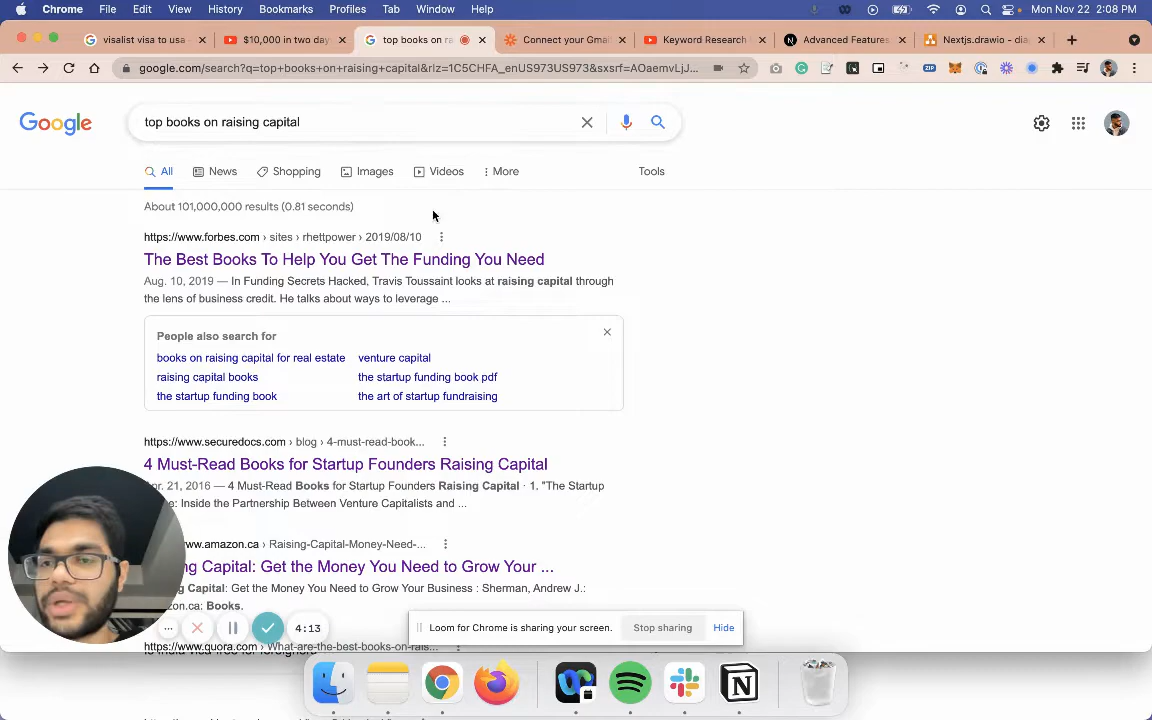 Chrome File Edit View History Bookmarks Profiles Tab Window Help Mon Nov 22 2:08 PM
visalist visa to usa - $10,000 in two day top books on ra Connect your Gma Keyword Research Advanced Features Nextjs.drawio - dia
google.com/search?q=top+books+on+raising+capital&rlz=1C5CHFA_enUS973US973&sxsrf=AOaemvLjJ... ZIP
Google top books on raising capital
All News Shopping Images Videos More Tools
About 101,000,000 results (0.81 seconds)
https://www.forbes.com › sites › rhettpower › 2019/08/10
The Best Books To Help You Get The Funding You Need
Aug. 10, 2019 — In Funding Secrets Hacked, Travis Toussaint looks at raising capital through
the lens of business credit. He talks about ways to leverage ...
People also search for
books on raising capital for real estate venture capital
raising capital books the startup funding book pdf
the startup funding book the art of startup fundraising
https://www.securedocs.com › blog › 4-must-read-book...
4 Must-Read Books for Startup Founders Raising Capital
pr. 21, 2016 — 4 Must-Read Books for Startup Founders Raising Capital · 1. "The Startup
e: Inside the Partnership Between Venture Capitalists and ...
ww.amazon.ca › Raising-Capital-Money-Need-...
ng Capital: Get the Money You Need to Grow Your ...
g Capital: Get the Money You Need to Grow Your Business : Sherman, Andrew J.:
zon.ca: Books.
4:13
Loom for Chrome is sharing your screen. Stop sharing Hide
www.quora.com › What-are-the-best-books-on-rais...